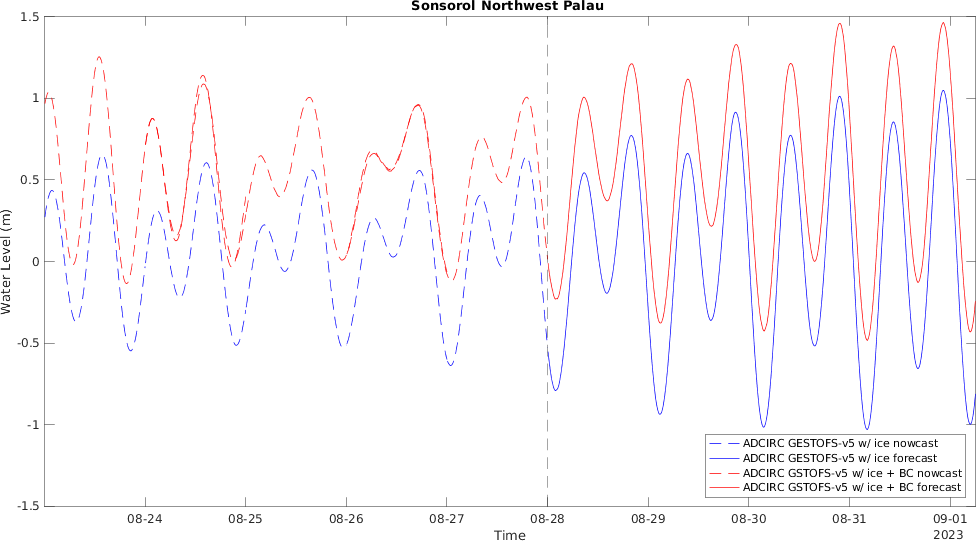 Sonsorol Northwest Palau
1.5
1
0.5
0
-0.5
-1
-1.5
Water Level (m)
ADCIRC GESTOFS-v5 w/ ice nowcast
ADCIRC GESTOFS-v5 w/ ice forecast
ADCIRC GSTOFS-v5 w/ ice + BC nowcast
ADCIRC GSTOFS-v5 w/ ice + BC forecast
08-24 08-25 08-26 08-27 08-28 08-29 08-30 08-31 09-01
Time
2023